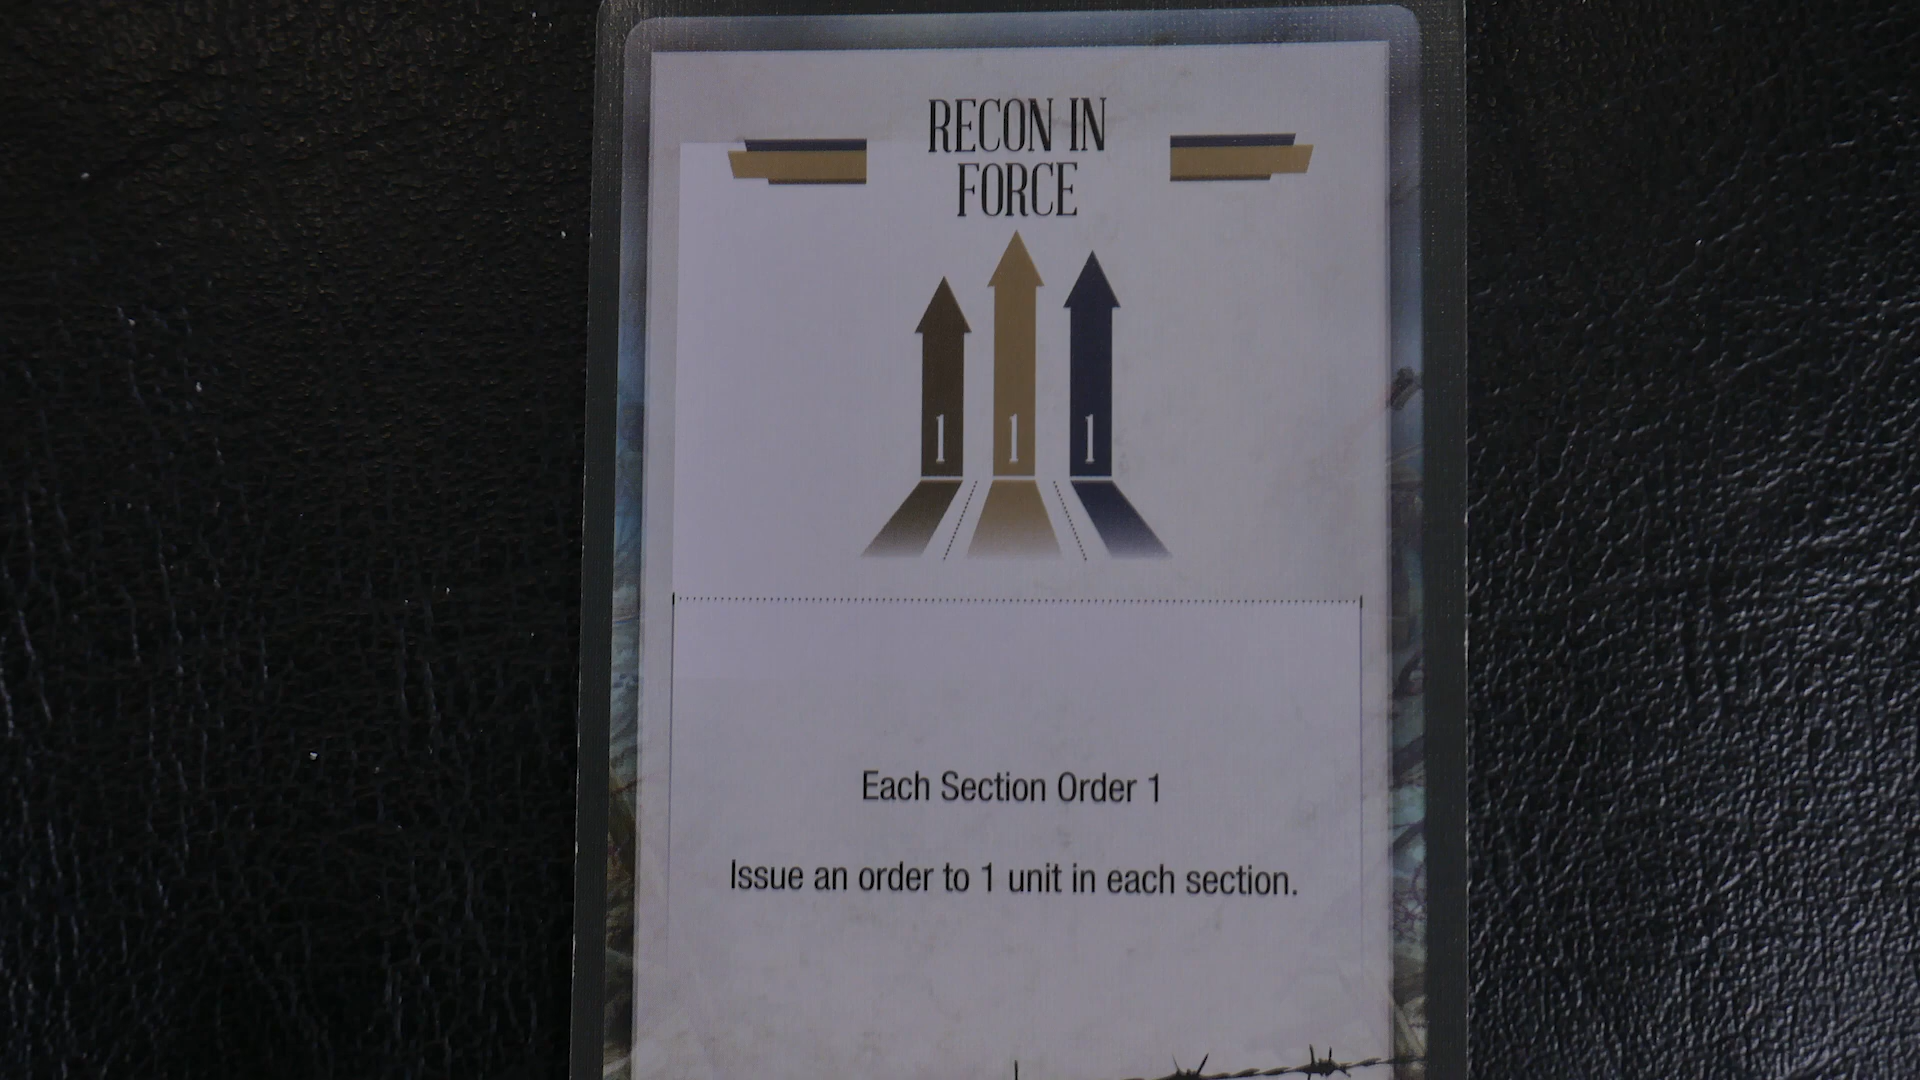 RECON IN
FORCE
1 1 1
Each Section Order 1
Issue an order to 1 unit in each section.